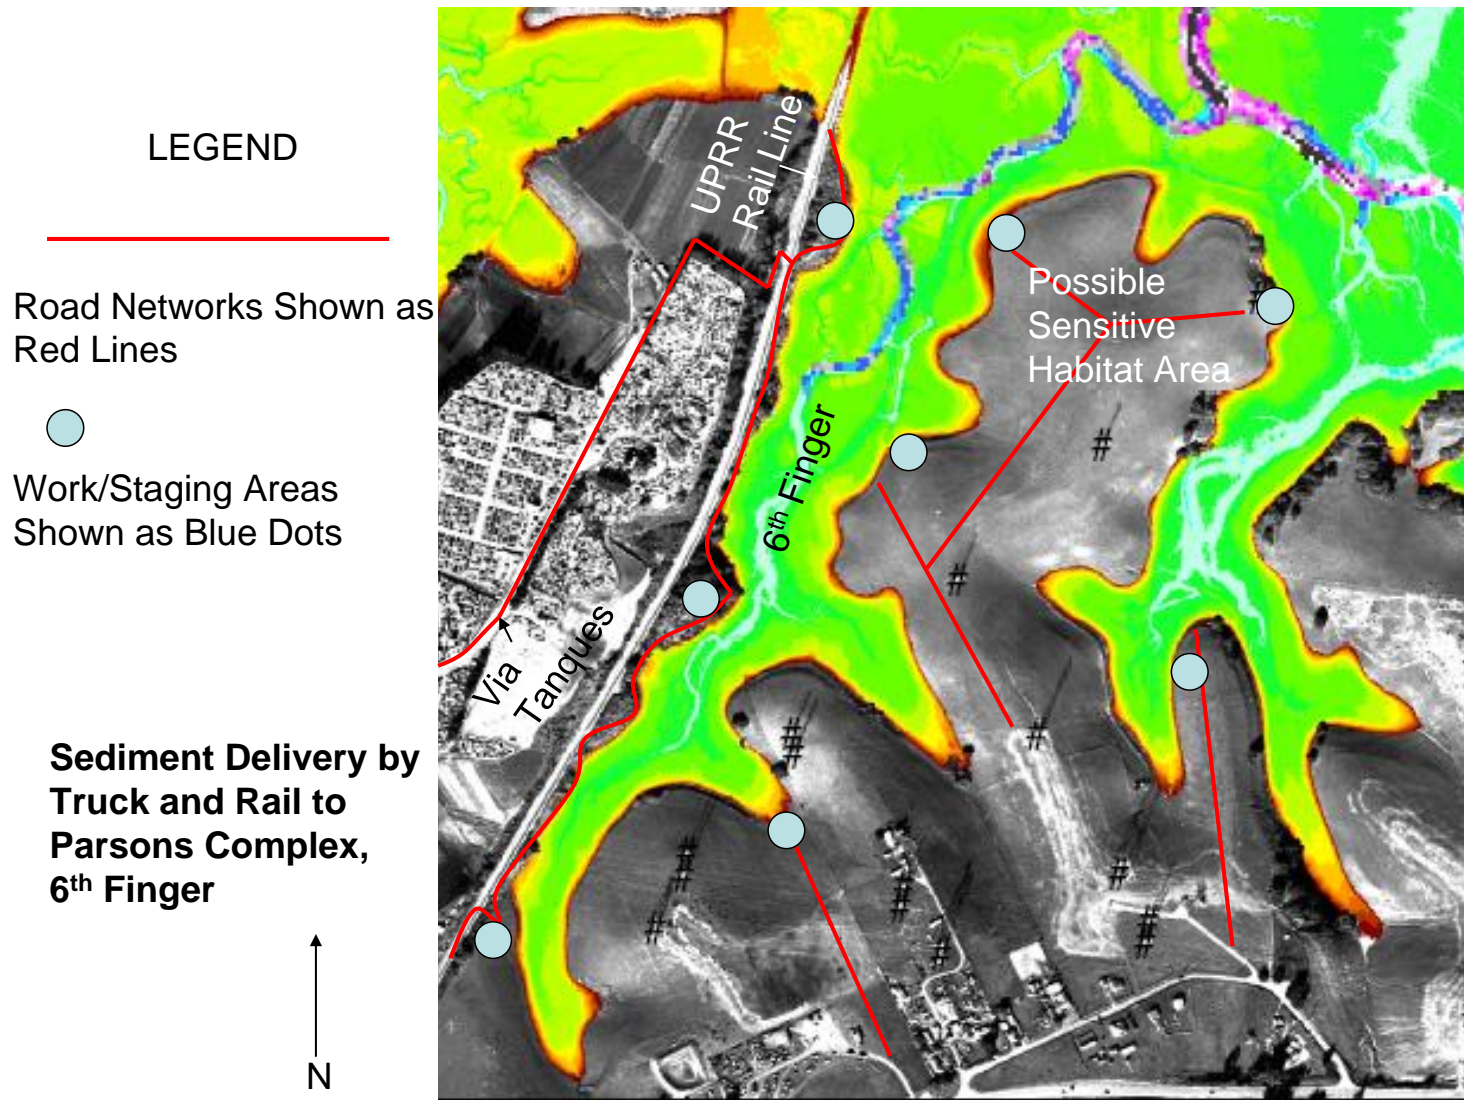 LEGEND
Road Networks Shown as
Red Lines
Work/Staging Areas
Shown as Blue Dots
Sediment Delivery by
Truck and Rail to
Parsons Complex,
6th Finger
N
UPRR
Rail Line
Possible
Sensitive
Habitat Area
6th Finger
Via
Tanques
#
#
#
#
#
#
#
#
#
#